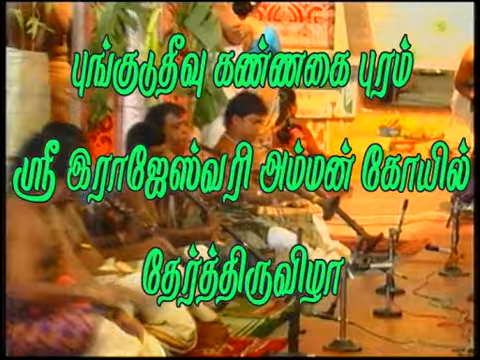 புங்குடுதீவு கண்ணகை புரம்
ஸ்ரீ இராஜேஸ்வரி அம்மன் கோயில்
தேர்த்திருவிழா